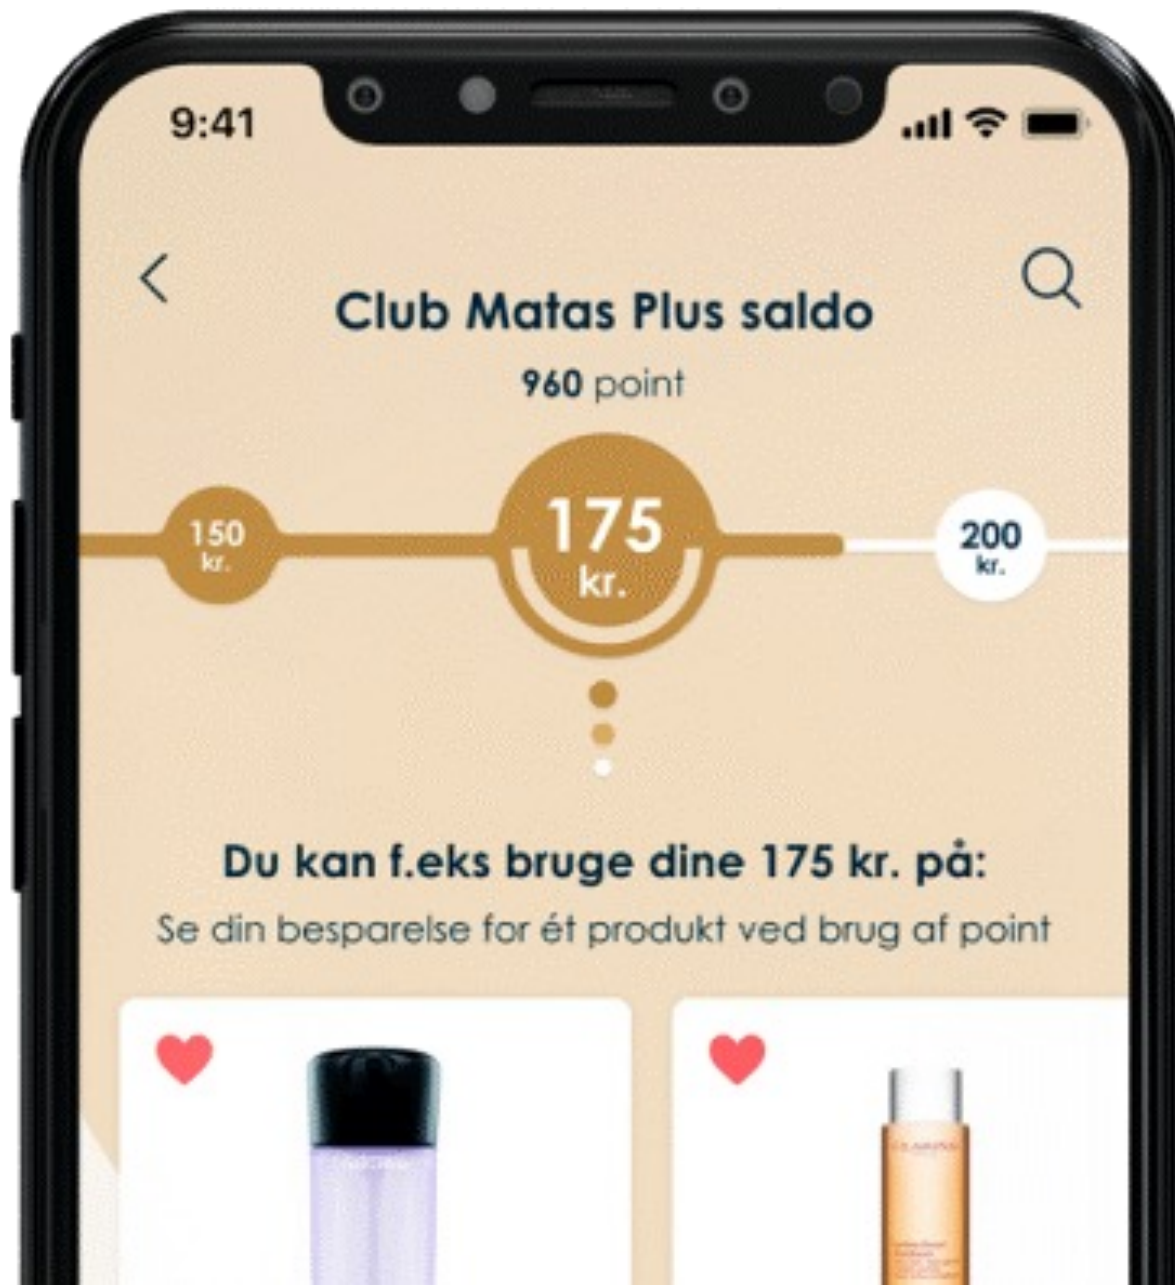 9:41
Club Matas Plus saldo
960 point
150
kr.
175
kr.
200
kr.
Du kan f.eks bruge dine 175 kr. på:
Se din besparelse for ét produkt ved brug af point
CLARINS